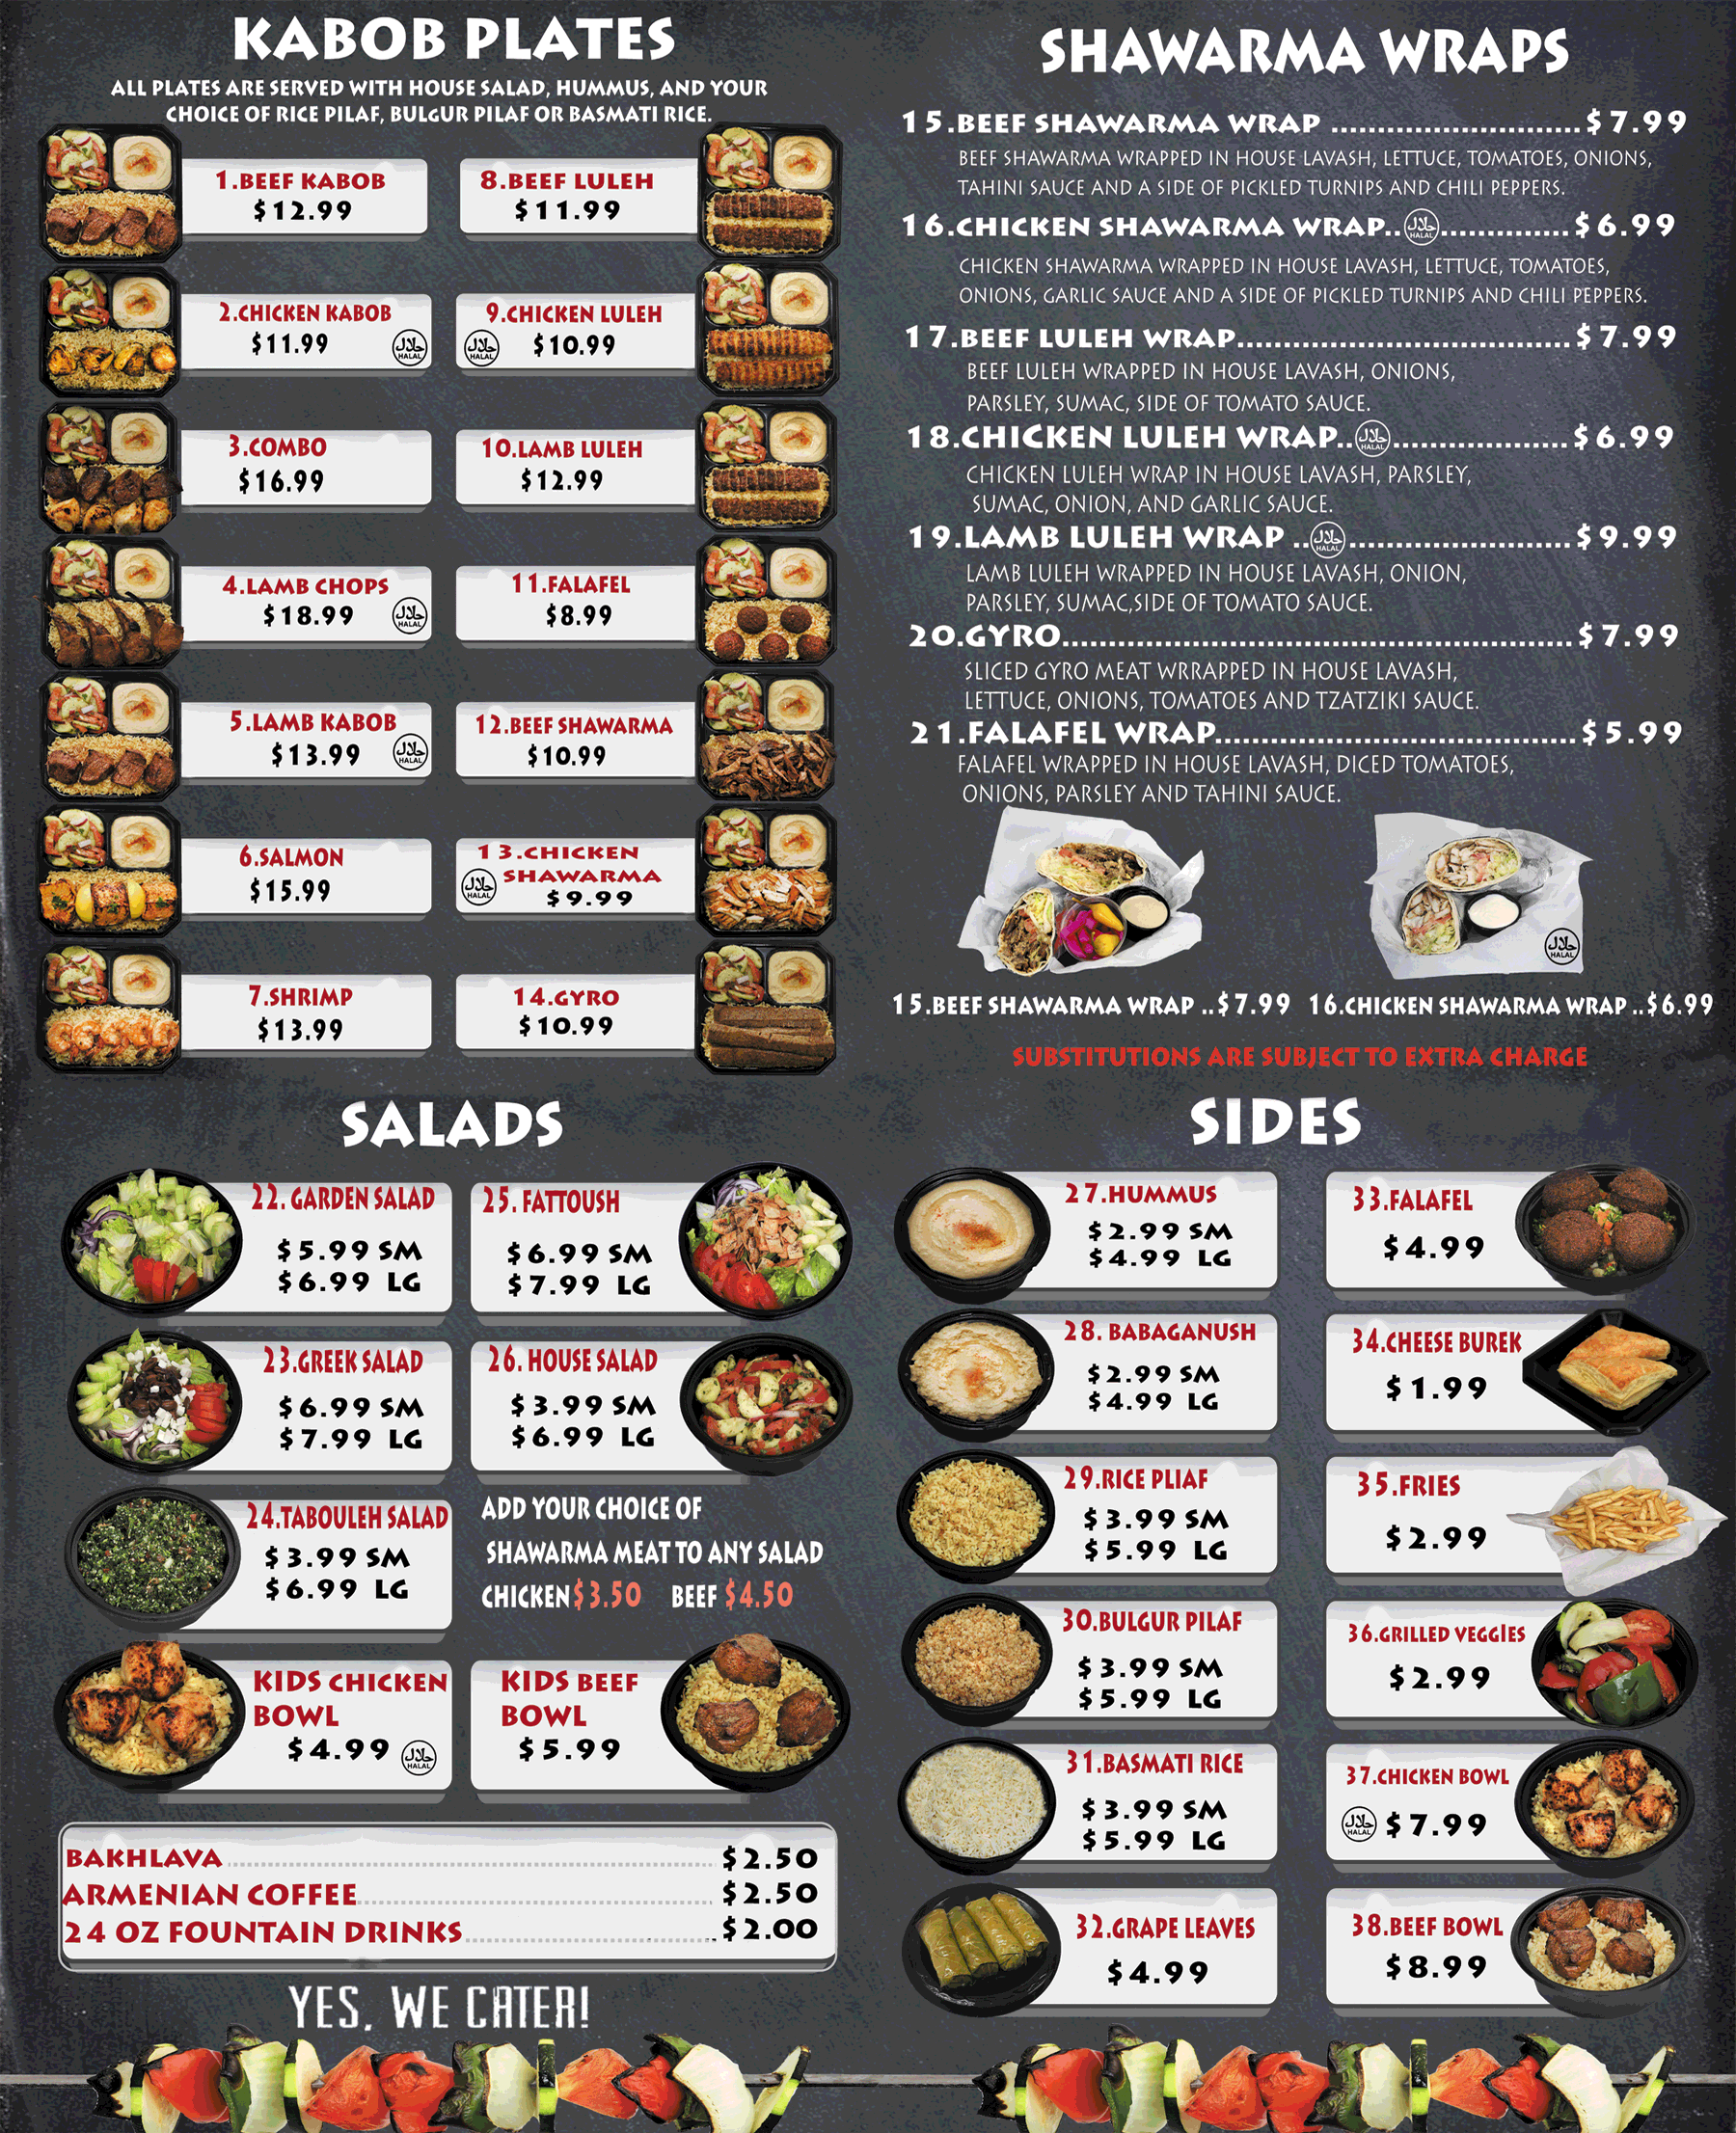 KABOB PLATES
ALL PLATES ARE SERVED WITH HOUSE SALAD, HUMMUS, AND YOUR
CHOICE OF RICE PILAF, BULGUR PILAF OR BASMATI RICE.
1.BEEF KABOB
$12.99
8.BEEF LULEH
$11.99
2.CHICKEN KABOB
$11.99
حلال
HALAL
9.CHICKEN LULEH
حلال
HALAL
$10.99
3.COMBO
$16.99
10.LAMB LULEH
$12.99
4.LAMB CHOPS
$18.99
حلال
HALAL
11.FALAFEL
$8.99
5.LAMB KABOB
$13.99
حلال
HALAL
12.BEEF SHAWARMA
$10.99
6.SALMON
$15.99
13.CHICKEN
SHAWARMA
حلال
HALAL
$9.99
7.SHRIMP
$13.99
14.GYRO
$10.99
SHAWARMA WRAPS
15.BEEF SHAWARMA WRAP ........................... $7.99
BEEF SHAWARMA WRAPPED IN HOUSE LAVASH, LETTUCE, TOMATOES, ONIONS,
TAHINI SAUCE AND A SIDE OF PICKLED TURNIPS AND CHILI PEPPERS.
16.CHICKEN SHAWARMA WRAP..حلال HALAL.............. $6.99
CHICKEN SHAWARMA WRAPPED IN HOUSE LAVASH, LETTUCE, TOMATOES,
ONIONS, GARLIC SAUCE AND A SIDE OF PICKLED TURNIPS AND CHILI PEPPERS.
17.BEEF LULEH WRAP.................................... $7.99
BEEF LULEH WRAPPED IN HOUSE LAVASH, ONIONS,
PARSLEY, SUMAC, SIDE OF TOMATO SAUCE.
18.CHICKEN LULEH WRAP..حلال HALAL................... $6.99
CHICKEN LULEH WRAP IN HOUSE LAVASH, PARSLEY,
SUMAC, ONION, AND GARLIC SAUCE.
19.LAMB LULEH WRAP ..حلال HALAL........................ $9.99
LAMB LULEH WRAPPED IN HOUSE LAVASH, ONION,
PARSLEY, SUMAC,SIDE OF TOMATO SAUCE.
20.GYRO....................................................... $7.99
SLICED GYRO MEAT WRRAPPED IN HOUSE LAVASH,
LETTUCE, ONIONS, TOMATOES AND TZATZIKI SAUCE.
21.FALAFEL WRAP....................................... $5.99
FALAFEL WRAPPED IN HOUSE LAVASH, DICED TOMATOES,
ONIONS, PARSLEY AND TAHINI SAUCE.
حلال
HALAL
15.BEEF SHAWARMA WRAP ..$7.99
16.CHICKEN SHAWARMA WRAP ..$6.99
SUBSTITUTIONS ARE SUBJECT TO EXTRA CHARGE
SALADS
22. GARDEN SALAD
$5.99 SM
$6.99 LG
25. FATTOUSH
$6.99 SM
$7.99 LG
23.GREEK SALAD
$6.99 SM
$7.99 LG
26. HOUSE SALAD
$3.99 SM
$6.99 LG
24.TABOULEH SALAD
$3.99 SM
$6.99 LG
ADD YOUR CHOICE OF
SHAWARMA MEAT TO ANY SALAD
CHICKEN $3.50 BEEF $4.50
KIDS CHICKEN
BOWL
$4.99
حلال
HALAL
KIDS BEEF
BOWL
$5.99
BAKHLAVA ........................................ $2.50
ARMENIAN COFFEE............................. $2.50
24 OZ FOUNTAIN DRINKS.................... $2.00
YES, WE CATER!
SIDES
27.HUMMUS
$2.99 SM
$4.99 LG
33.FALAFEL
$4.99
28. BABAGANUSH
$2.99 SM
$4.99 LG
34.CHEESE BUREK
$1.99
29.RICE PLIAF
$3.99 SM
$5.99 LG
35.FRIES
$2.99
30.BULGUR PILAF
$3.99 SM
$5.99 LG
36.GRILLED VEGGIES
$2.99
31.BASMATI RICE
$3.99 SM
$5.99 LG
37.CHICKEN BOWL
حلال
HALAL
$7.99
32.GRAPE LEAVES
$4.99
38.BEEF BOWL
$8.99